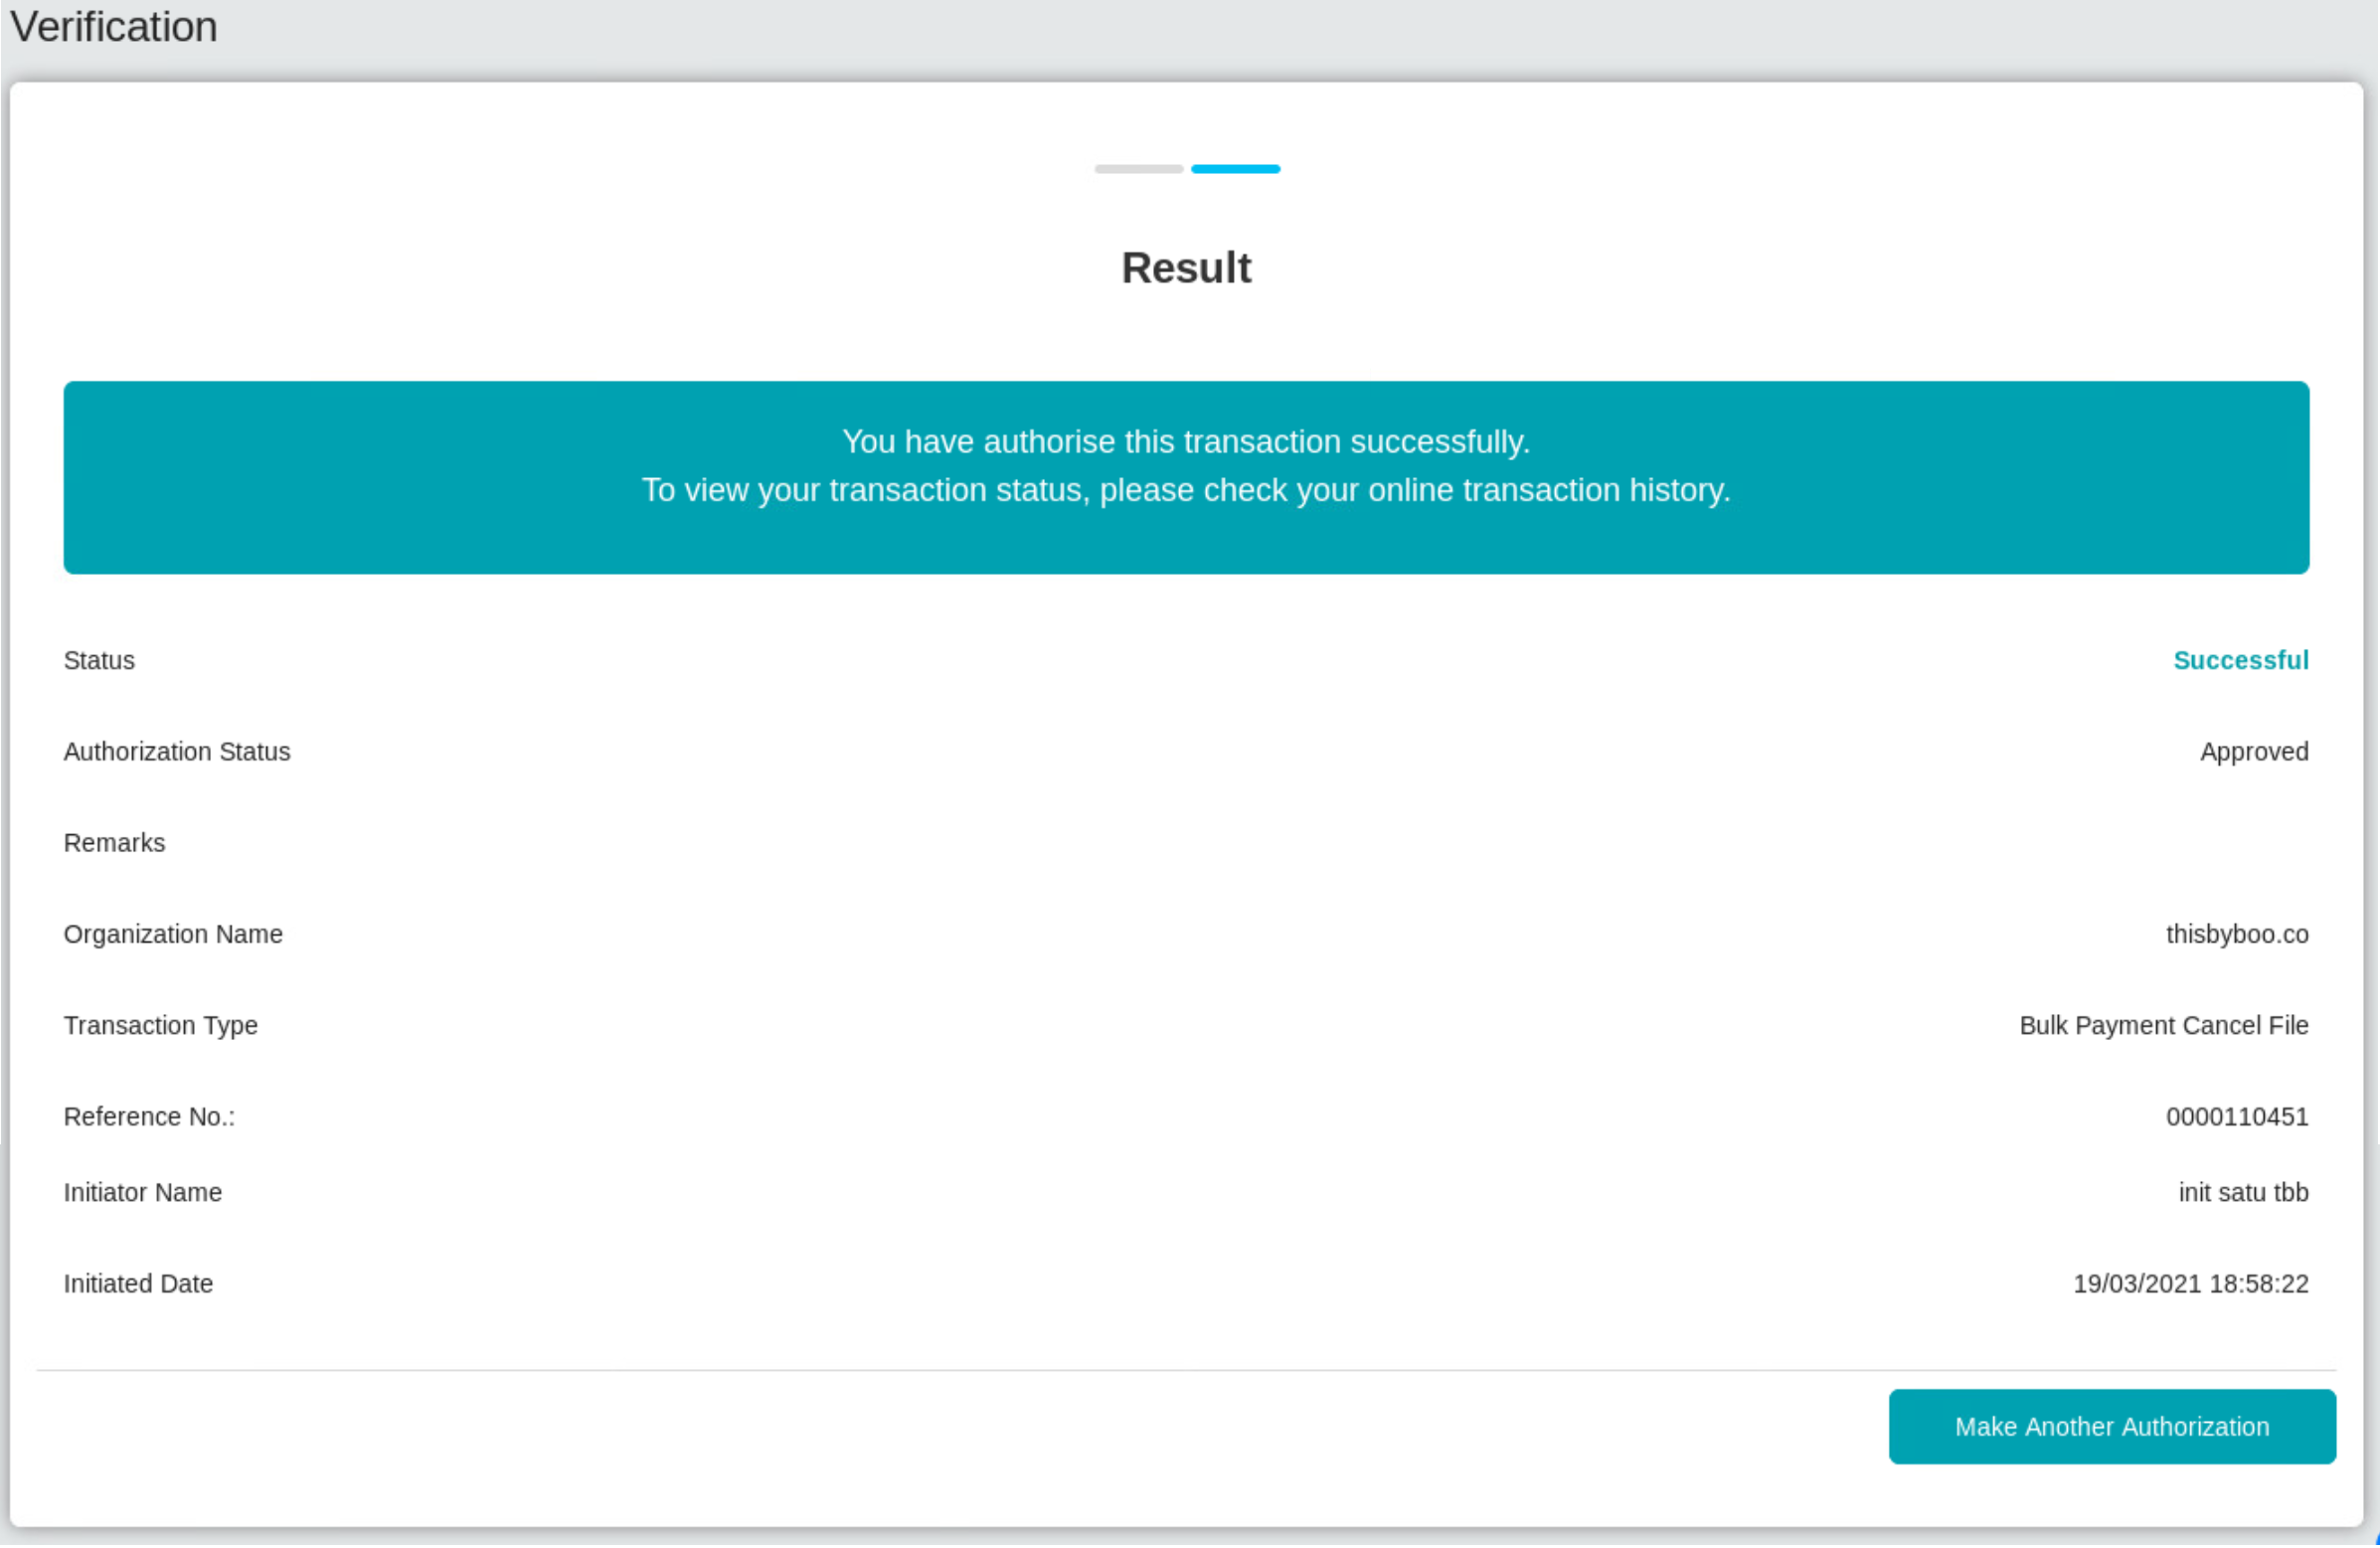 Verification
Result
You have authorise this transaction successfully.
To view your transaction status, please check your online transaction history.
Status Successful
Authorization Status Approved
Remarks
Organization Name thisbyboo.co
Transaction Type Bulk Payment Cancel File
Reference No.: 0000110451
Initiator Name init satu tbb
Initiated Date 19/03/2021 18:58:22
Make Another Authorization